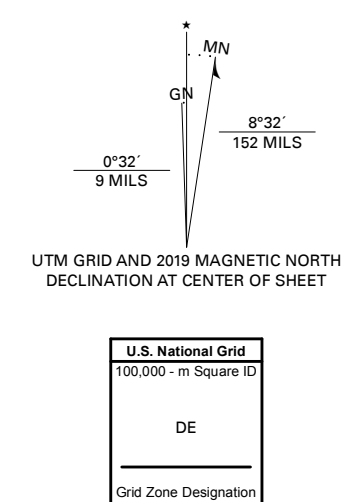 ★
MN
GN
8°32´
152 MILS
0°32´
9 MILS
UTM GRID AND 2019 MAGNETIC NORTH
DECLINATION AT CENTER OF SHEET
U.S. National Grid
100,000 - m Square ID
DE
Grid Zone Designation